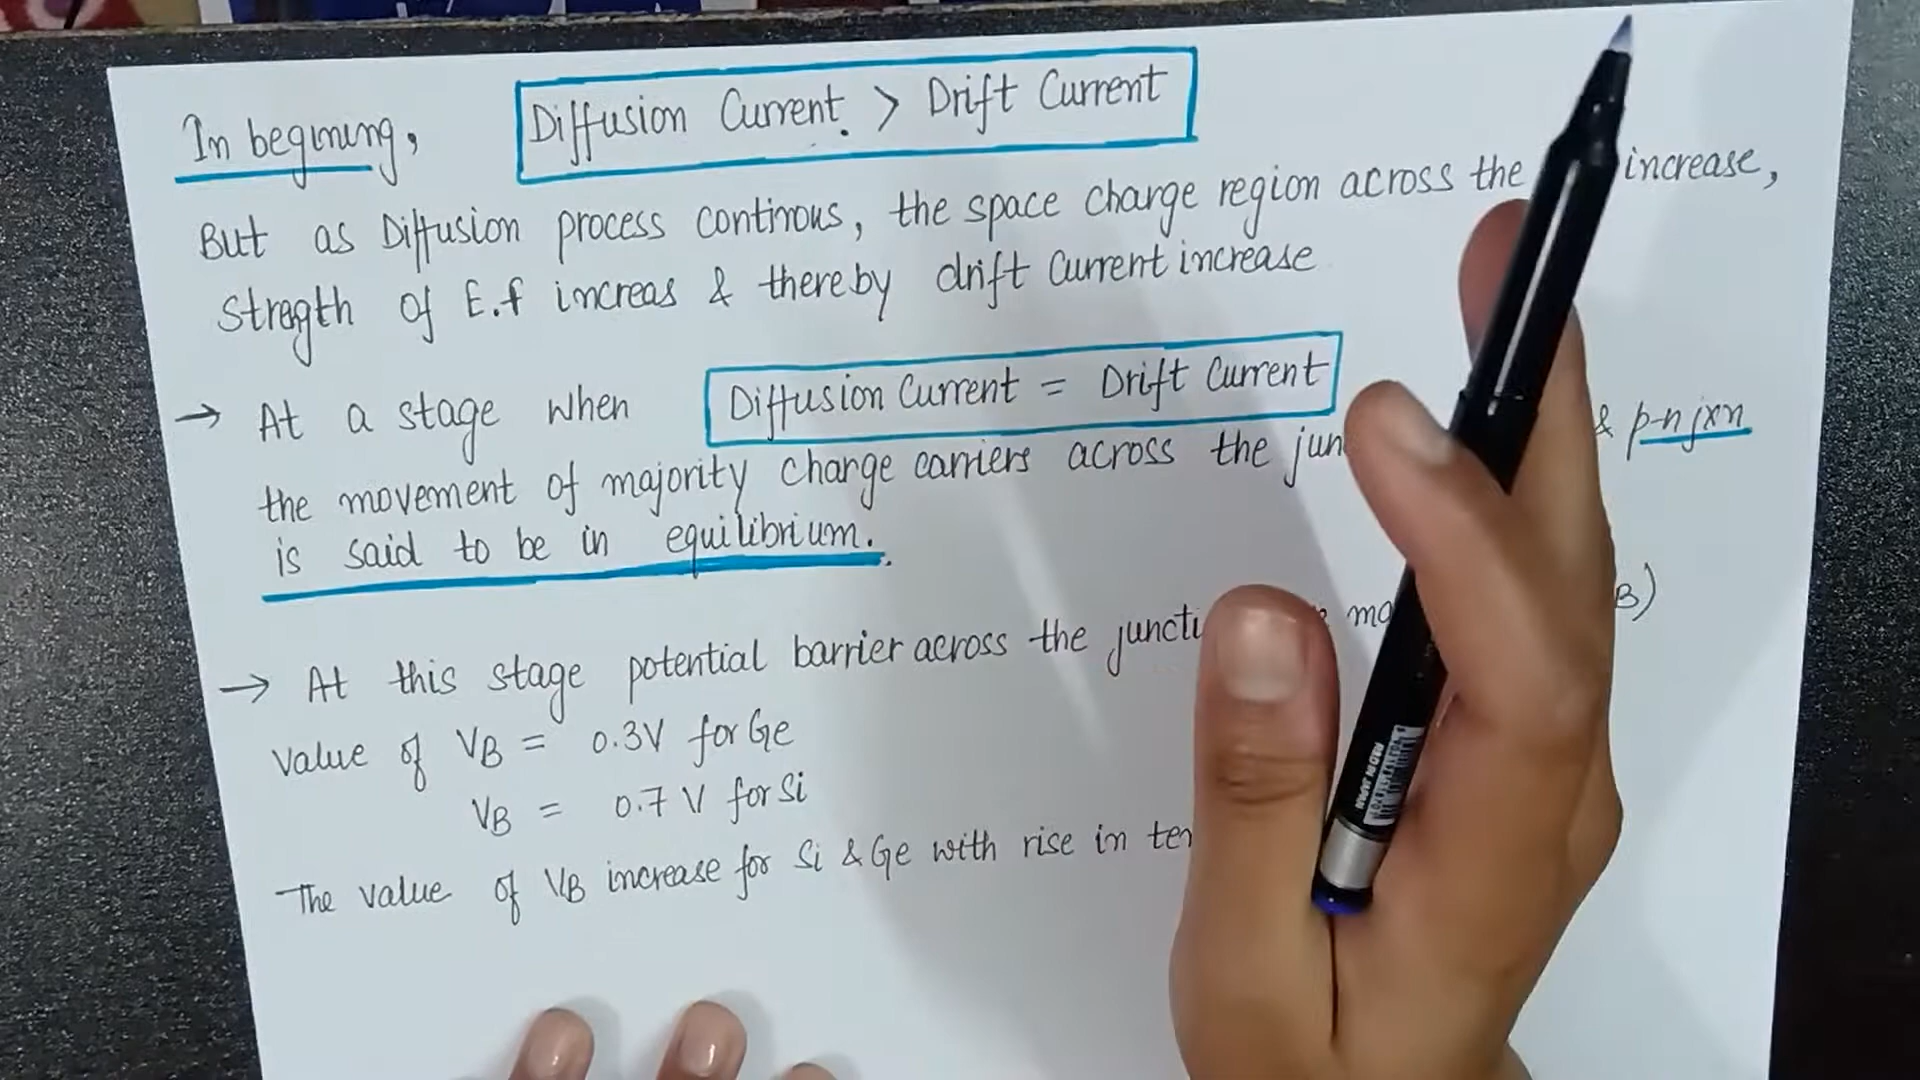 In begining, Diffusion Current > Drift Current
But as Diffusion process continous, the space charge region across the increase,
stregth of E.f increas & thereby drift Current increase
→ At a stage when Diffusion Current = Drift Current
the movement of majority charge carriers across the jun & p-n jxn
is said to be in equilibrium.
→ At this stage potential barrier across the juncti B)
Value of VB = 0.3V for Ge
VB = 0.7 V for Si
The value of VB increase for Si & Ge with rise in